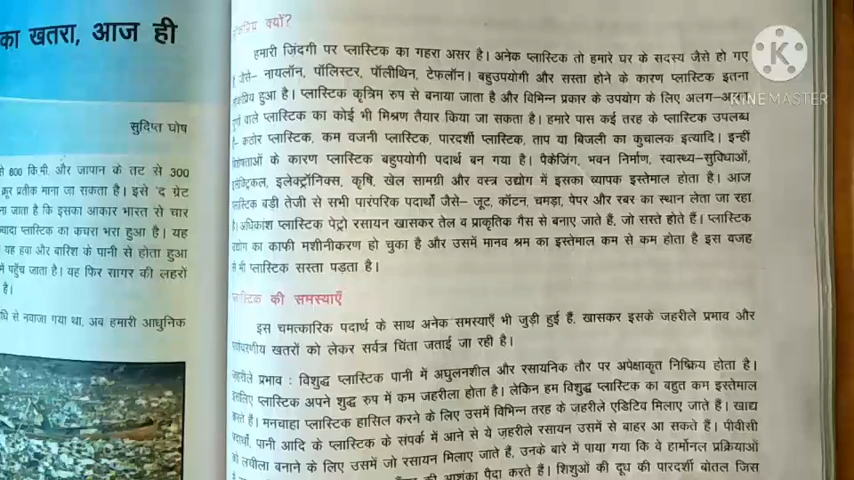 का खतरा, आज ही
सुदिप्त घोष
से 600 कि.मी. और जापान के तट से 300
क्रूर प्रतीक माना जा सकता है। इसे 'द ग्रेट
ना जाता है कि इसका आकार भारत से चार
ज्यादा प्लास्टिक का कचरा भरा हुआ है। यह
यह हवा और बारिश के पानी से होता हुआ
में पहुँच जाता है। यह फिर सागर की लहरों
है।
धि से नवाजा गया था, अब हमारी आधुनिक
क्यों?
हमारी जिंदगी पर प्लास्टिक का गहरा असर है। अनेक प्लास्टिक तो हमारे घर के सदस्य जैसे हो गए
जैसे– नायलॉन, पॉलिस्टर, पॉलीथिन, टेफलॉन। बहुउपयोगी और सस्ता होने के कारण प्लास्टिक इतना
हुआ है। प्लास्टिक कृत्रिम रुप से बनाया जाता है और विभिन्न प्रकार के उपयोग के लिए अलग–
वाले प्लास्टिक का कोई भी मिश्रण तैयार किया जा सकता है। हमारे पास कई तरह के प्लास्टिक उपलब्ध
– कठोर प्लास्टिक, कम वजनी प्लास्टिक, पारदर्शी प्लास्टिक, ताप या बिजली का कुचालक इत्यादि। इन्हीं
के कारण प्लास्टिक बहुपयोगी पदार्थ बन गया है। पैकेजिंग, भवन निर्माण, स्वास्थ्य–सुविधाओं,
इलेक्ट्रॉनिक्स, कृषि, खेल सामग्री और वस्त्र उद्योग में इसका व्यापक इस्तेमाल होता है। आज
बड़ी तेजी से सभी पारंपरिक पदार्थों जैसे– जूट, कॉटन, चमड़ा, पेपर और रबर का स्थान लेता जा रहा
है। अधिकांश प्लास्टिक पेट्रो रसायन खासकर तेल व प्राकृतिक गैस से बनाए जाते हैं, जो सस्ते होते हैं। प्लास्टिक
का काफी मशीनीकरण हो चुका है और उसमें मानव श्रम का इस्तेमाल कम से कम होता है इस वजह
से भी प्लास्टिक सस्ता पड़ता है।
की समस्याएँ
इस चमत्कारिक पदार्थ के साथ अनेक समस्याएँ भी जुड़ी हुई हैं, खासकर इसके जहरीले प्रभाव और
खतरों को लेकर सर्वत्र चिंता जताई जा रही है।
जहरीले प्रभाव : विशुद्ध प्लास्टिक पानी में अघुलनशील और रसायनिक तौर पर अपेक्षाकृत निष्क्रिय होता है।
प्लास्टिक अपने शुद्ध रुप में कम जहरीला होता है। लेकिन हम विशुद्ध प्लास्टिक का बहुत कम इस्तेमाल
करते हैं। मनचाहा प्लास्टिक हासिल करने के लिए उसमें विभिन्न तरह के ज़हरीले एडिटिव मिलाए जाते हैं। खाद्य
पानी आदि के प्लास्टिक के संपर्क में आने से ये ज़हरीले रसायन उसमें से बाहर आ सकते हैं। पीवीसी
को लचीला बनाने के लिए उसमें जो रसायन मिलाए जाते हैं, उनके बारे में पाया गया कि वे हार्मोनल प्रक्रियाओं
की आशंका पैदा करते हैं। शिशुओं की दूध की पारदर्शी बोतल जिस
KINEMASTER